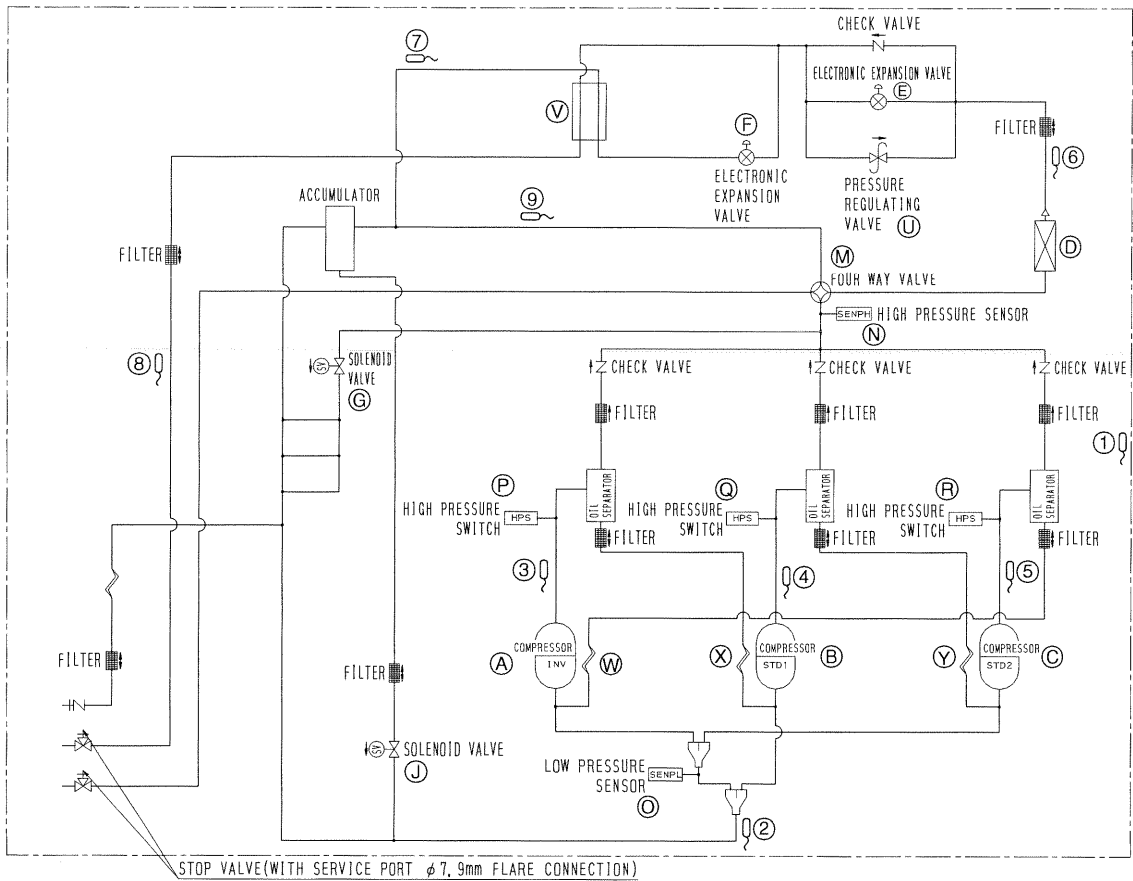 7
CHECK VALVE
ELECTRONIC EXPANSION VALVE
E
V
F
FILTER
6
ELECTRONIC
EXPANSION
VALVE
PRESSURE
REGULATING
VALVE
U
ACCUMULATOR
9
FILTER
M
D
FOUR WAY VALVE
SENPH
HIGH PRESSURE SENSOR
N
8
SV
SOLENOID
VALVE
G
CHECK VALVE
CHECK VALVE
CHECK VALVE
FILTER
FILTER
FILTER
1
P
Q
R
HIGH PRESSURE
SWITCH
HPS
OIL
SEPARATOR
HIGH PRESSURE
SWITCH
HPS
OIL
SEPARATOR
HIGH PRESSURE
SWITCH
HPS
OIL
SEPARATOR
FILTER
FILTER
FILTER
3
4
5
A
COMPRESSOR
INV
W
X
COMPRESSOR
STD1
B
Y
COMPRESSOR
STD2
C
FILTER
FILTER
SV
SOLENOID VALVE
J
LOW PRESSURE
SENSOR
SENPL
O
2
STOP VALVE(WITH SERVICE PORT φ7,9mm FLARE CONNECTION)